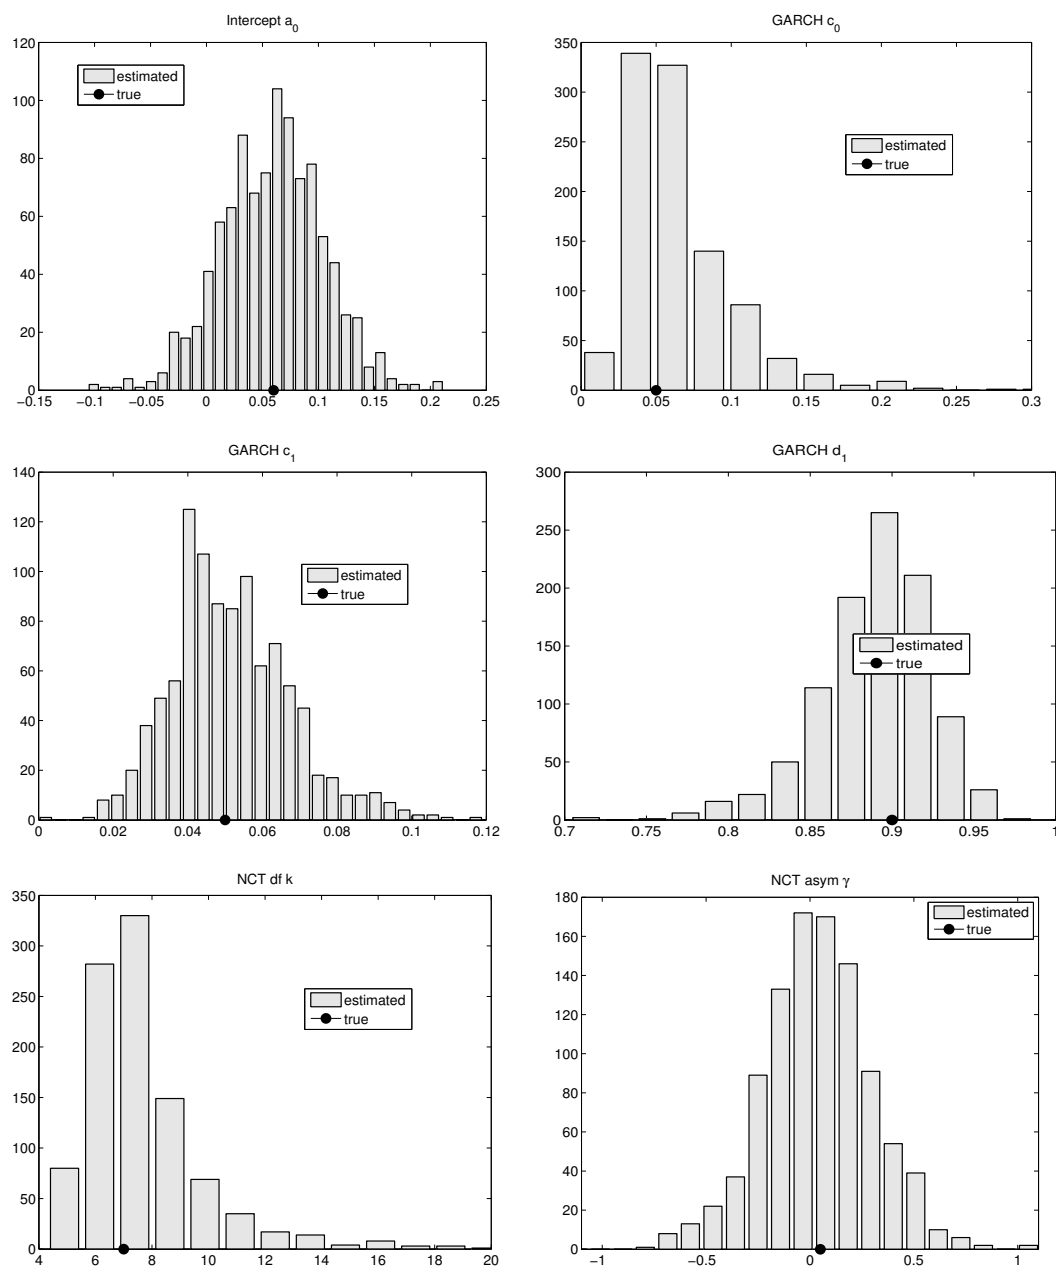 Intercept a0
120
100
80
60
40
20
0
estimated
true
−0.15 −0.1 −0.05 0 0.05 0.1 0.15 0.2 0.25
GARCH c0
350
300
250
200
150
100
50
0
estimated
true
0 0.05 0.1 0.15 0.2 0.25 0.3
GARCH c1
140
120
100
80
60
40
20
0
estimated
true
0 0.02 0.04 0.06 0.08 0.1 0.12
GARCH d1
300
250
200
150
100
50
0
estimated
true
0.7 0.75 0.8 0.85 0.9 0.95 1
NCT df k
350
300
250
200
150
100
50
0
estimated
true
4 6 8 10 12 14 16 18 20
NCT asym γ
180
160
140
120
100
80
60
40
20
0
estimated
true
−1 −0.5 0 0.5 1